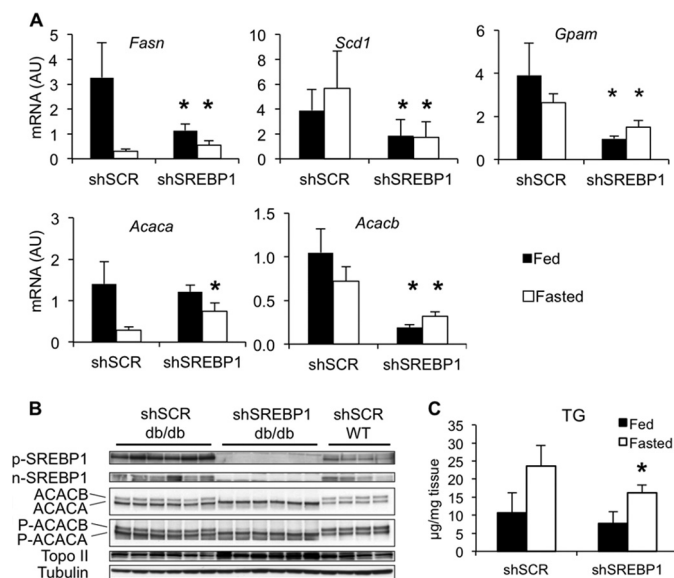 A
Fasn
Scd1
Gpam
mRNA (AU)
5
4
3
2
1
0
* *
shSCR shSREBP1
10
8
6
4
2
0
* *
shSCR shSREBP1
6
4
2
0
* *
shSCR shSREBP1
Acaca
Acacb
mRNA (AU)
3
2
1
0
*
shSCR shSREBP1
1.5
1.0
0.5
0.0
* *
shSCR shSREBP1
Fed
Fasted
B
shSCR shSREBP1 shSCR
db/db db/db WT
p-SREBP1
n-SREBP1
ACACB
ACACA
P-ACACB
P-ACACA
Topo II
Tubulin
C
TG
Fed
Fasted
µg/mg tissue
35
30
25
20
15
10
5
0
*
shSCR shSREBP1